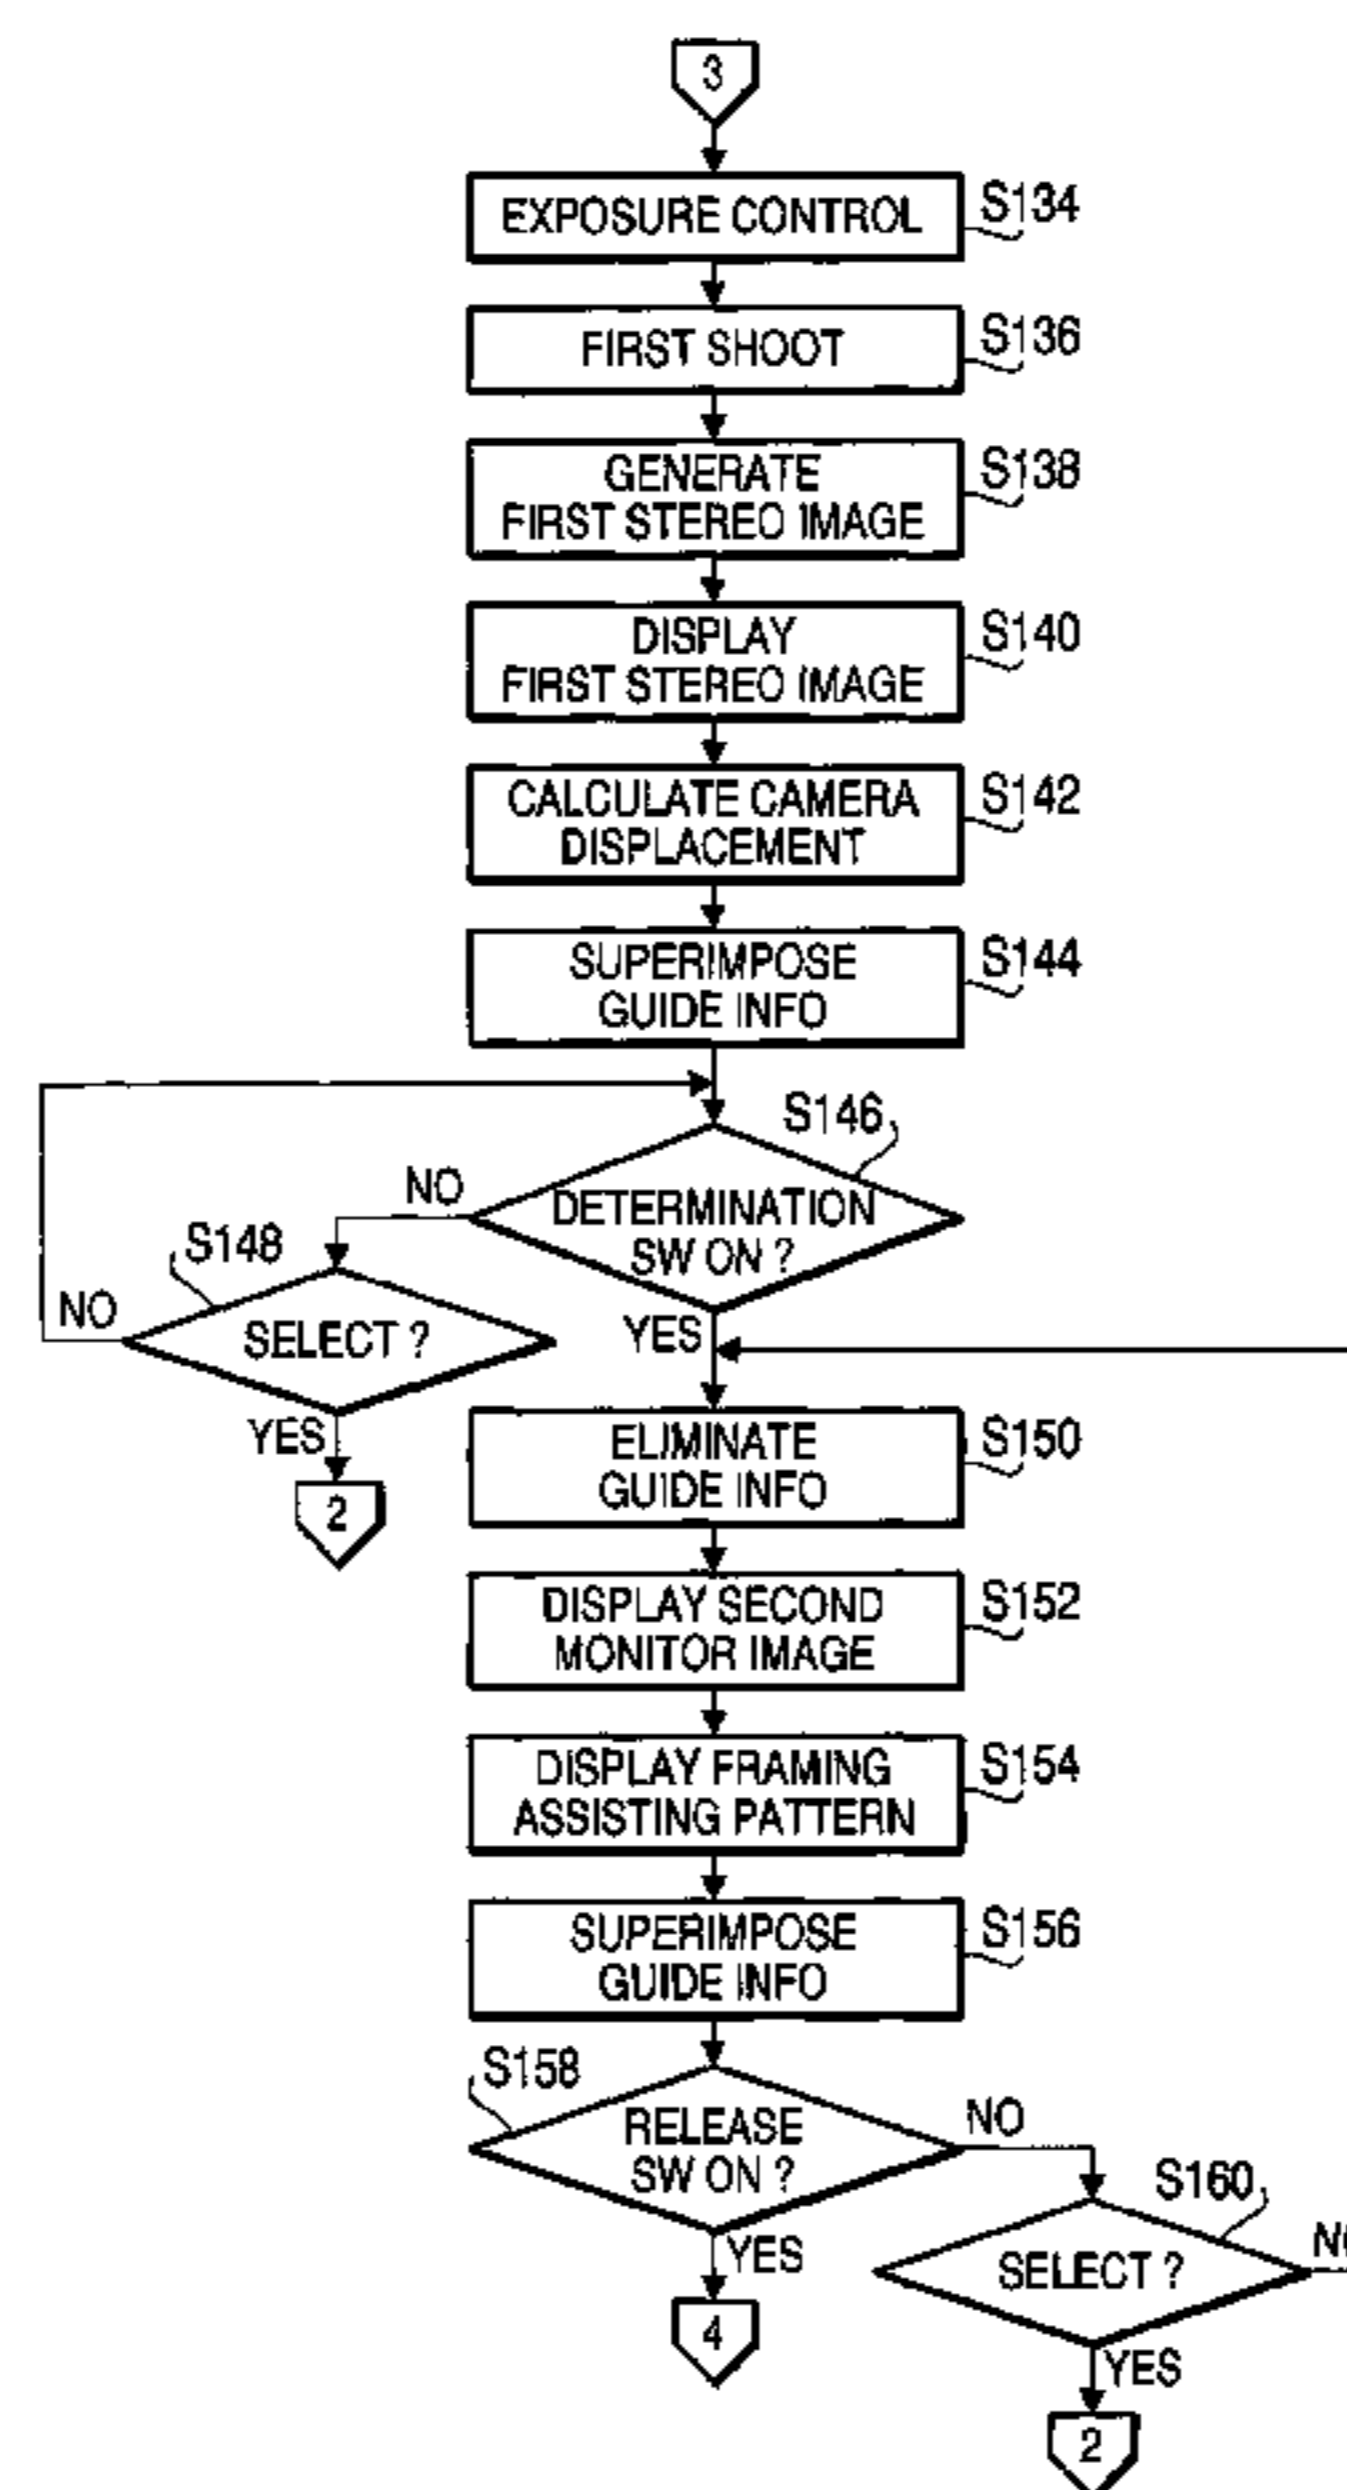 3
EXPOSURE CONTROL
S134
FIRST SHOOT
S136
GENERATE
FIRST STEREO IMAGE
S138
DISPLAY
FIRST STEREO IMAGE
S140
CALCULATE CAMERA
DISPLACEMENT
S142
SUPERIMPOSE
GUIDE INFO
S144
S146
DETERMINATION
SW ON ?
NO
YES
S148
SELECT ?
NO
YES
2
ELIMINATE
GUIDE INFO
S150
DISPLAY SECOND
MONITOR IMAGE
S152
DISPLAY FRAMING
ASSISTING PATTERN
S154
SUPERIMPOSE
GUIDE INFO
S156
S158
RELEASE
SW ON ?
NO
YES
4
S160
SELECT ?
YES
2